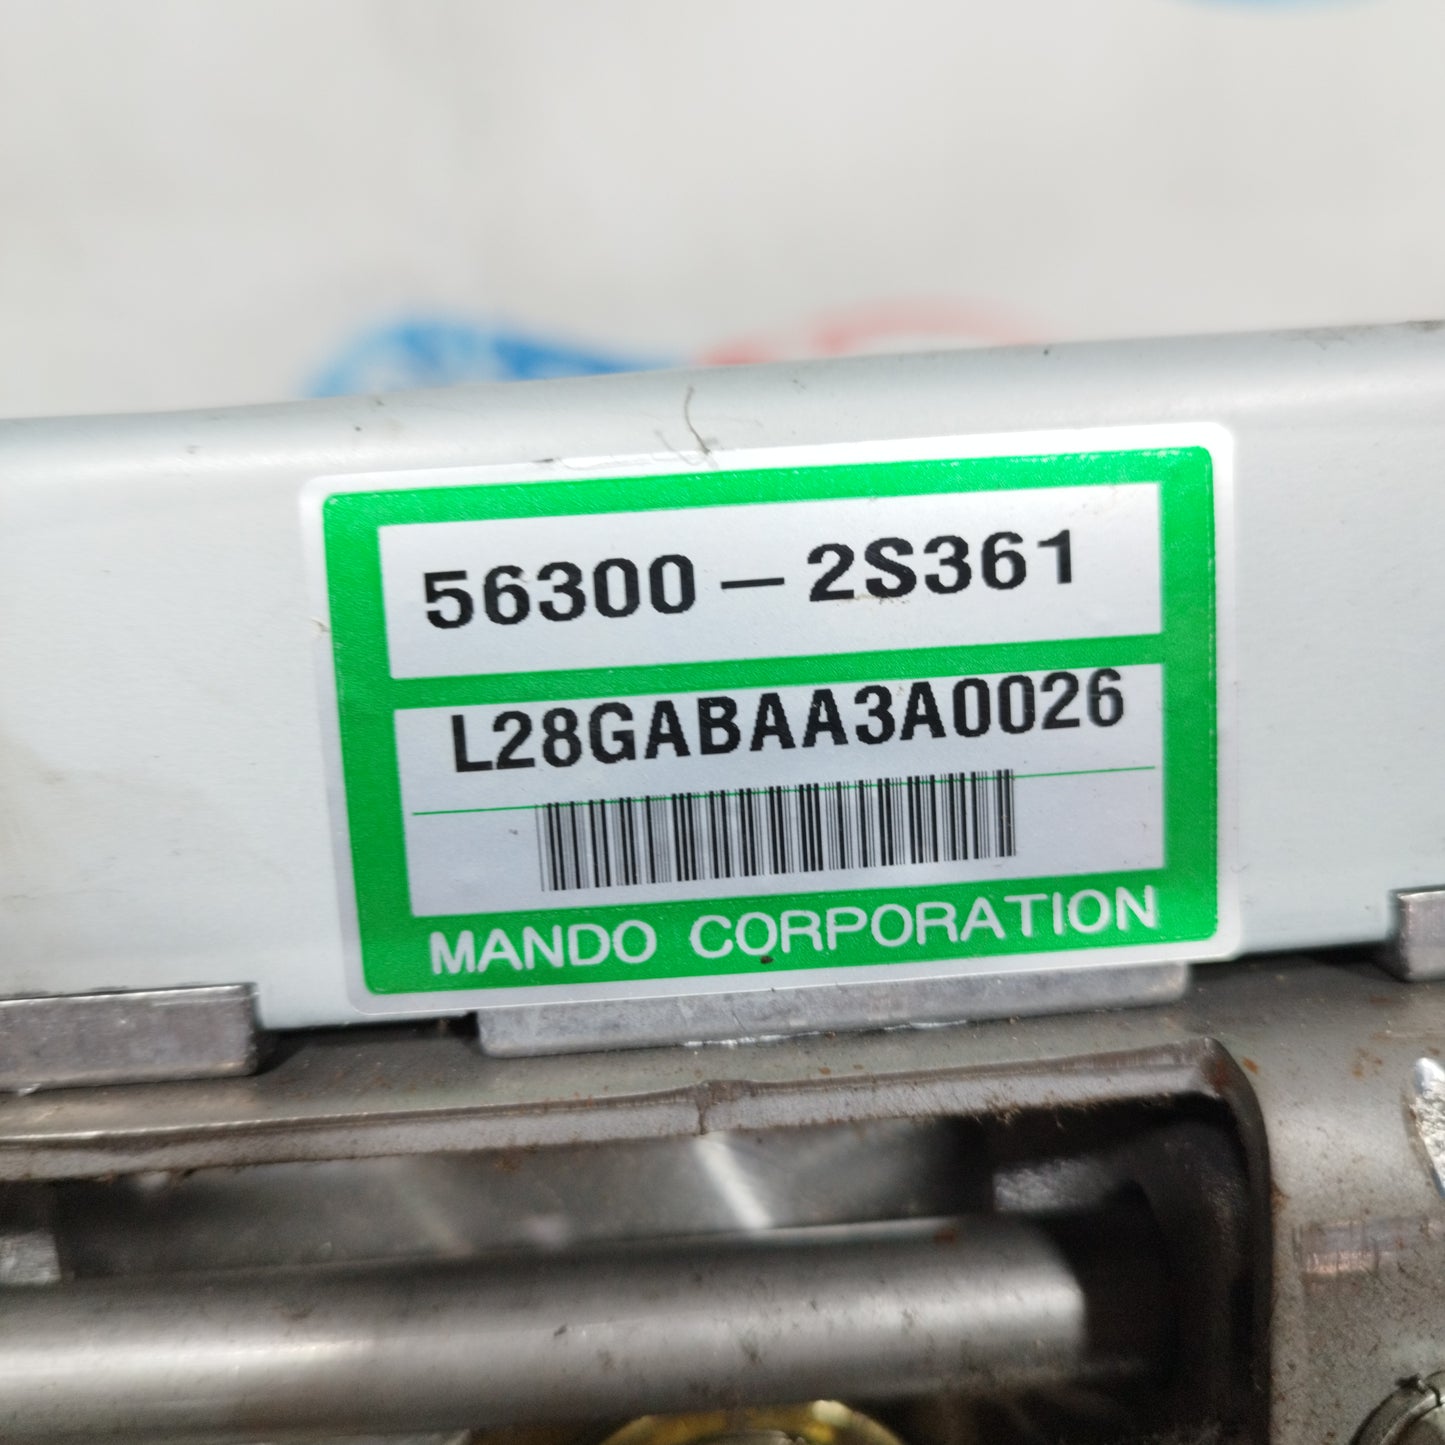 56300-2S361
L28GABAA3A0026
MANDO CORPORATION